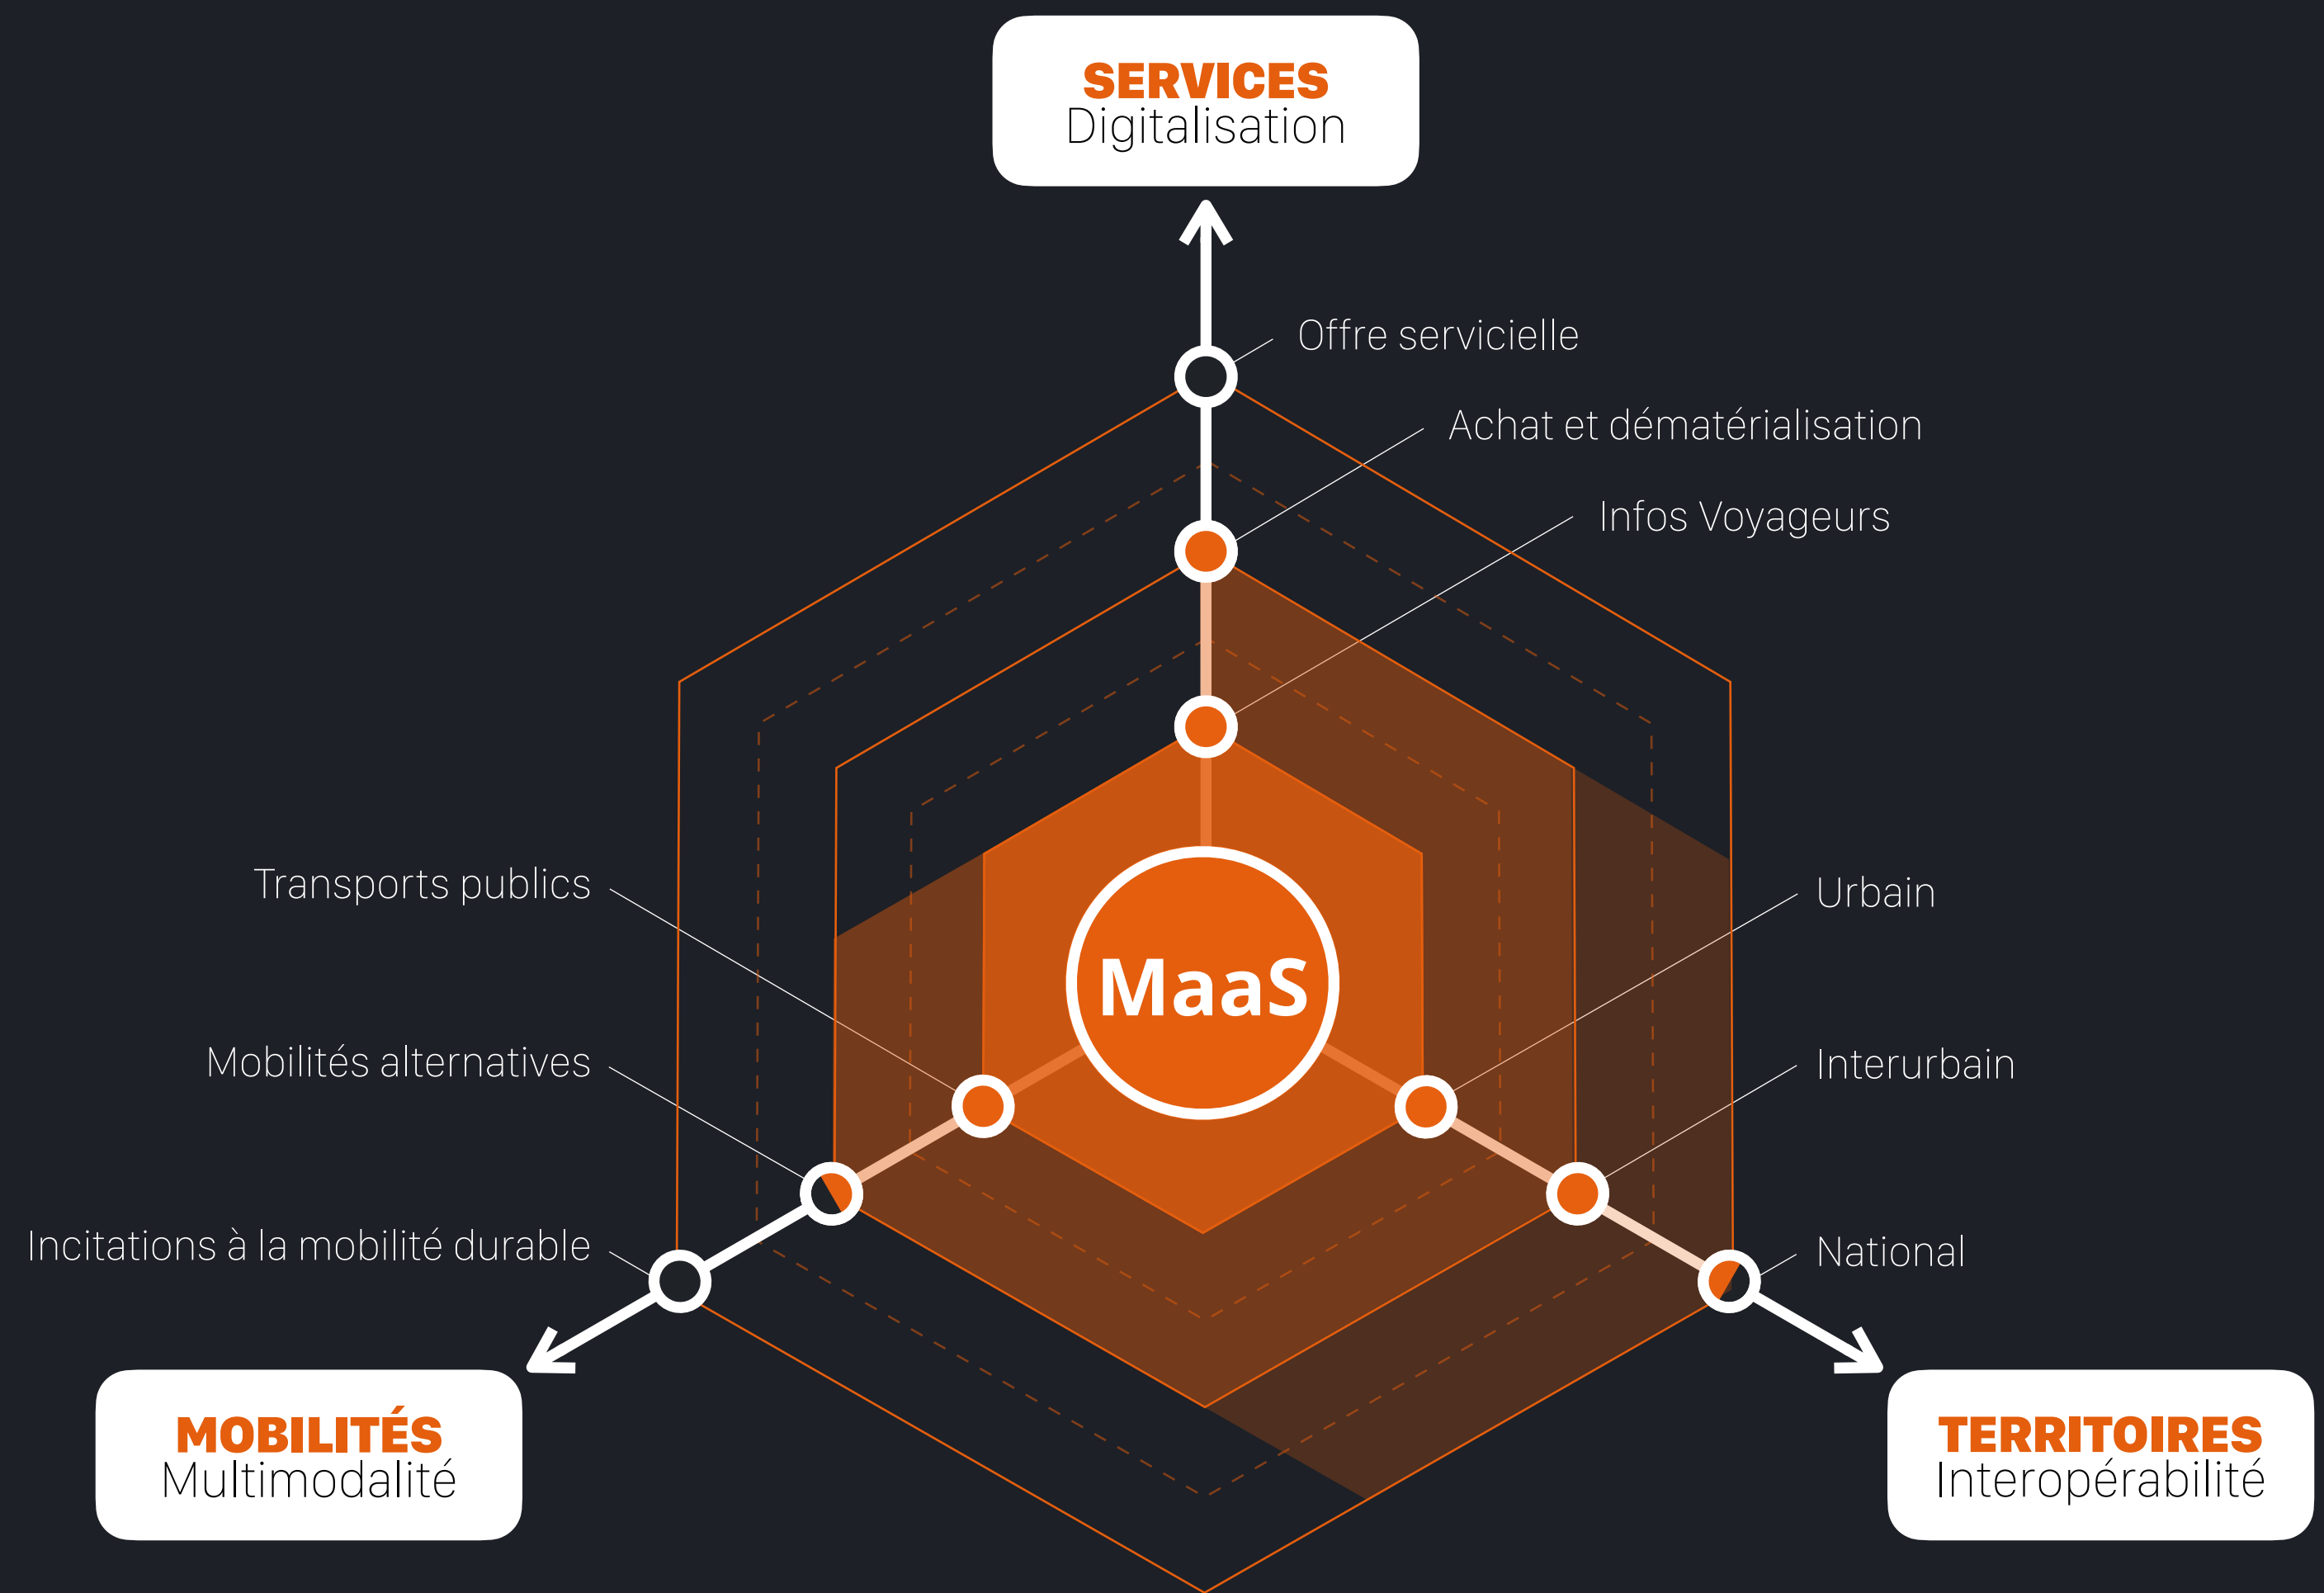 SERVICES
Digitalisation
Offre servicielle
Achat et dématérialisation
Infos Voyageurs
Transports publics
Urbain
MaaS
Mobilités alternatives
Interurbain
Incitations à la mobilité durable
National
MOBILITÉS
Multimodalité
TERRITOIRES
Interopérabilité